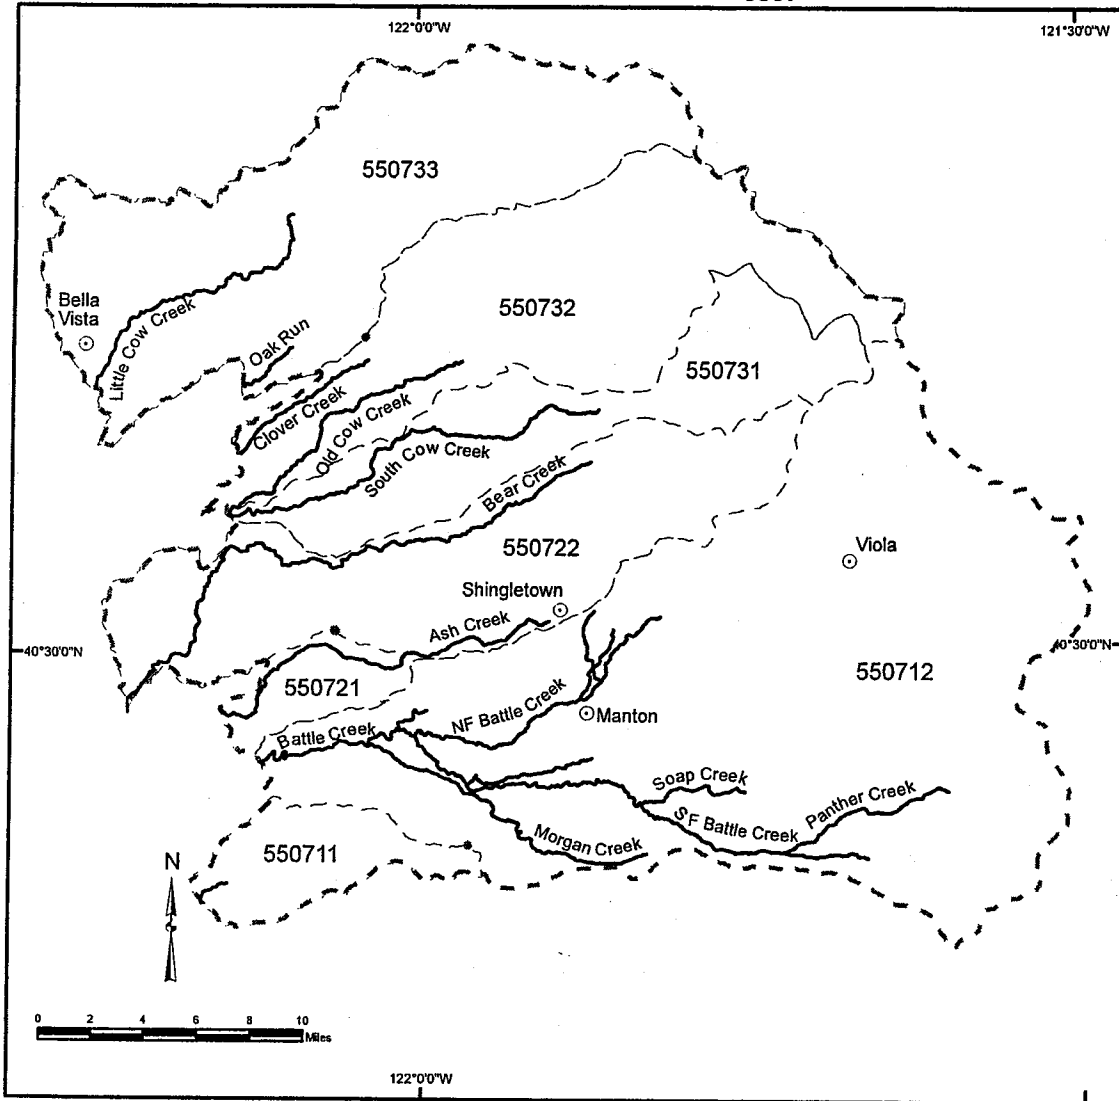 122°0'0"W
121°30'0"W
550733
Bella
Vista
Little Cow Creek
550732
Oak Run
550731
Clover Creek
Old Cow Creek
South Cow Creek
Bear Creek
550722
Viola
Shingletown
Ash Creek
40°30'0"N
40°30'0"N
550721
550712
NF Battle Creek
Manton
Battle Creek
Soap Creek
Panther Creek
SF Battle Creek
Morgan Creek
550711
N
0 2 4 6 8 10
Miles
122°0'0"W